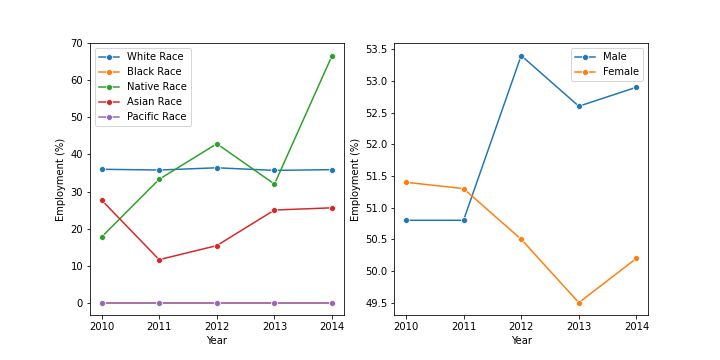 70
60
50
40
30
20
10
0
Employment (%)
2010 2011 2012 2013 2014
Year
White Race
Black Race
Native Race
Asian Race
Pacific Race
53.5
53.0
52.5
52.0
51.5
51.0
50.5
50.0
49.5
Employment (%)
2010 2011 2012 2013 2014
Year
Male
Female